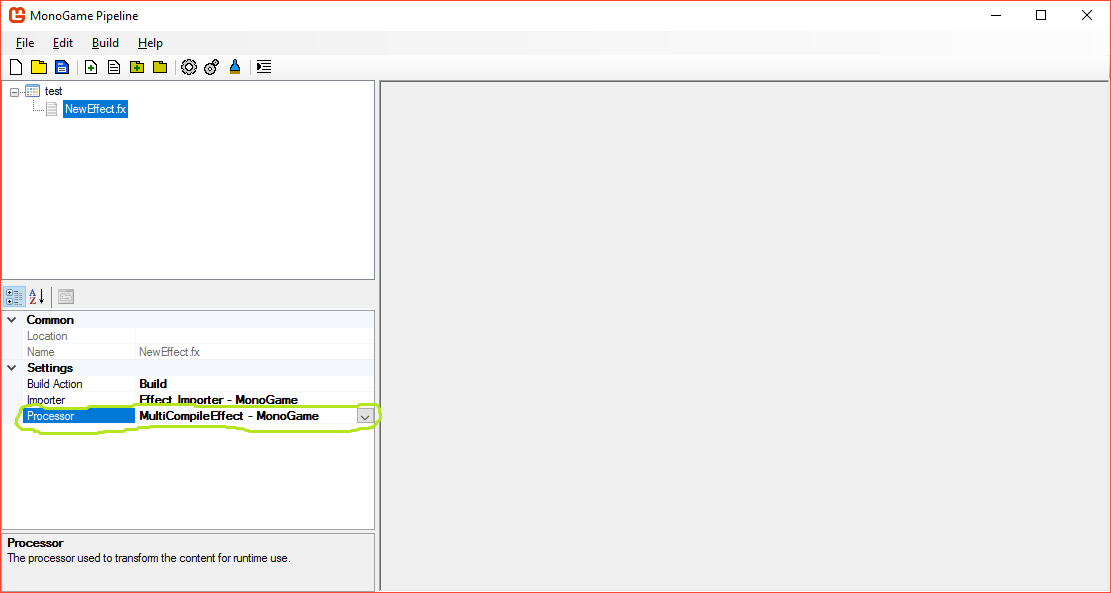 MonoGame Pipeline
File Edit Build Help
test
NewEffect.fx
Common
Location
Name NewEffect.fx
Settings
Build Action Build
Importer Effect Importer - MonoGame
Processor MultiCompileEffect - MonoGame
Processor
The processor used to transform the content for runtime use.